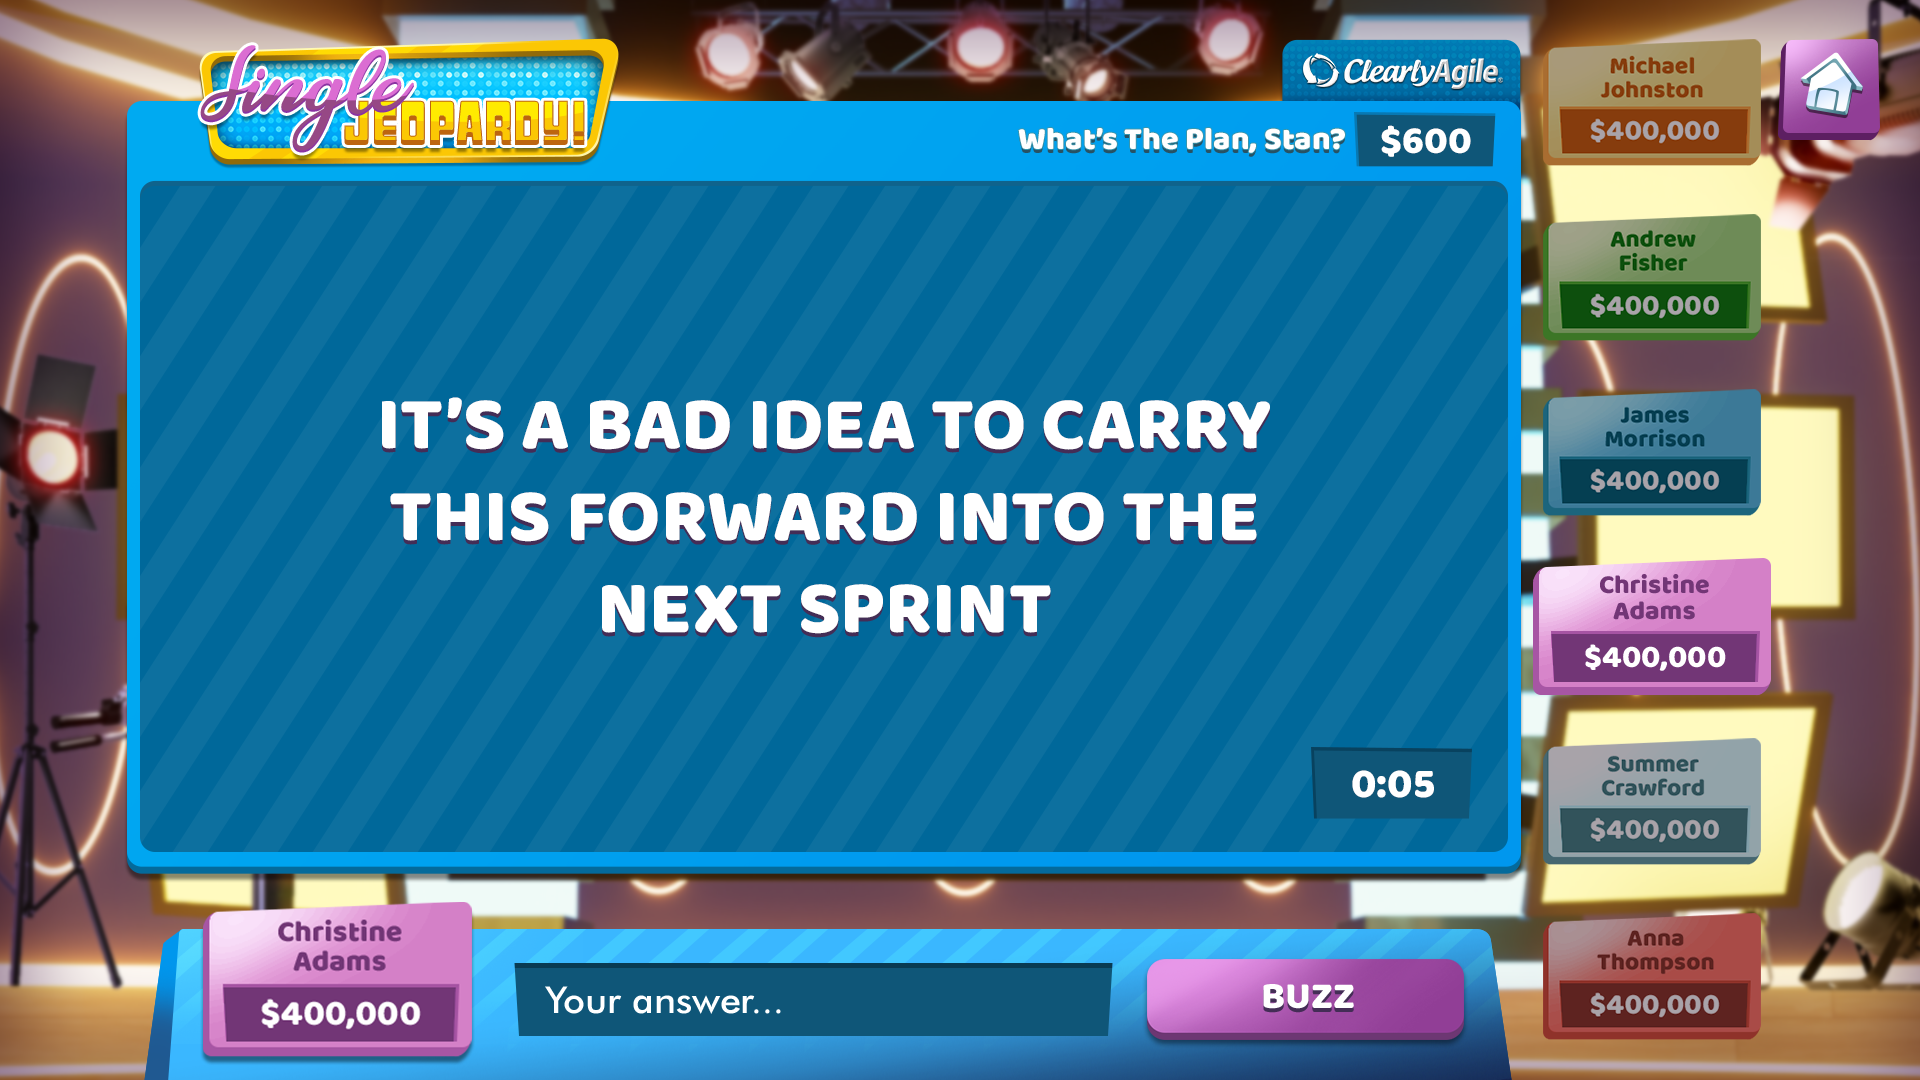 Jingle
JEOPARDY!
ClearlyAgile
What's The Plan, Stan?
$600
IT'S A BAD IDEA TO CARRY
THIS FORWARD INTO THE
NEXT SPRINT
0:05
Michael
Johnston
$400,000
Andrew
Fisher
$400,000
James
Morrison
$400,000
Christine
Adams
$400,000
Summer
Crawford
$400,000
Anna
Thompson
$400,000
Christine
Adams
$400,000
Your answer...
BUZZ